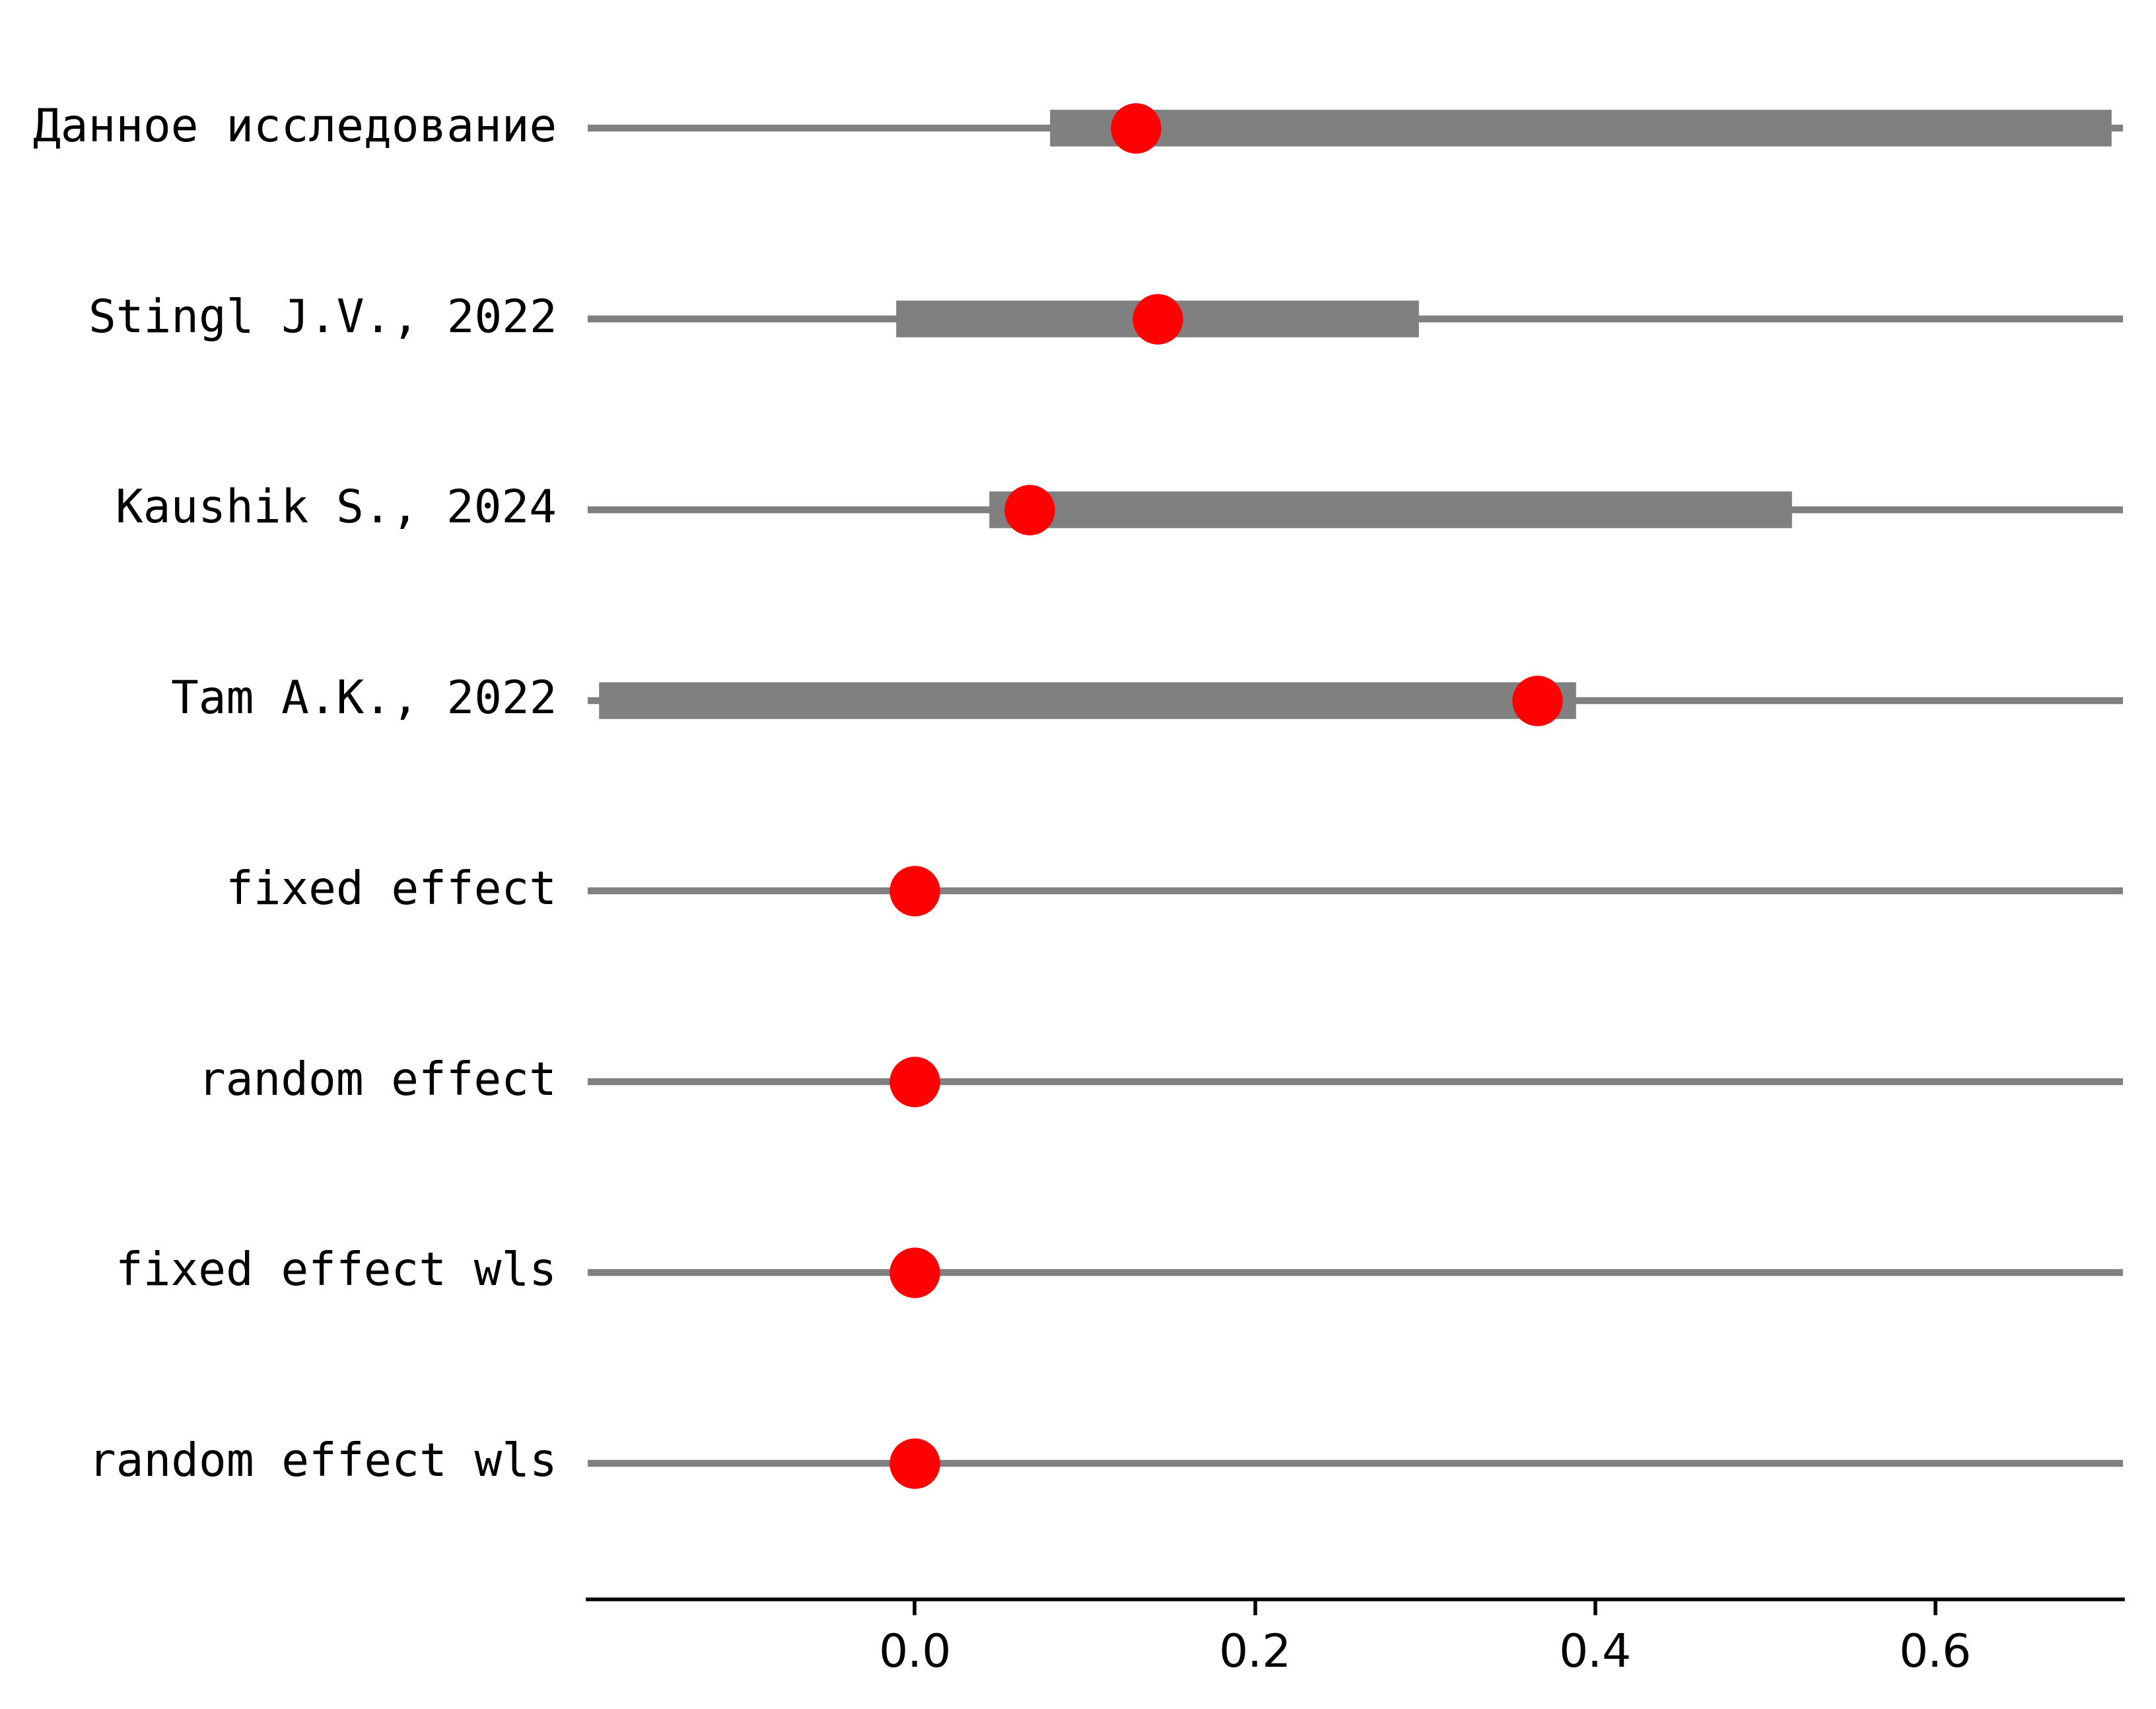 Данное исследование
Stingl J.V., 2022
Kaushik S., 2024
Tam A.K., 2022
fixed effect
random effect
fixed effect wls
random effect wls
0.0 0.2 0.4 0.6